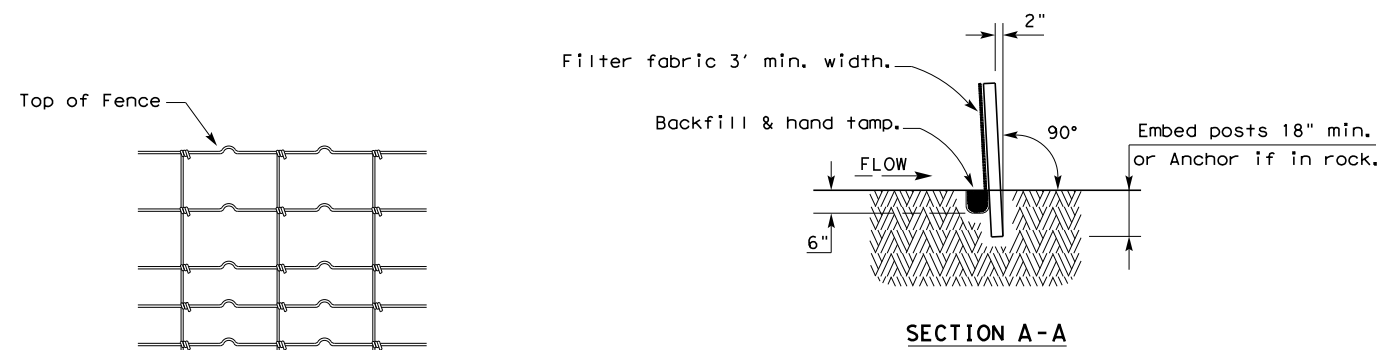 Top of Fence
2"
Filter fabric 3' min. width.
Backfill & hand tamp.
90°
Embed posts 18" min.
or Anchor if in rock.
FLOW
6"
SECTION A-A